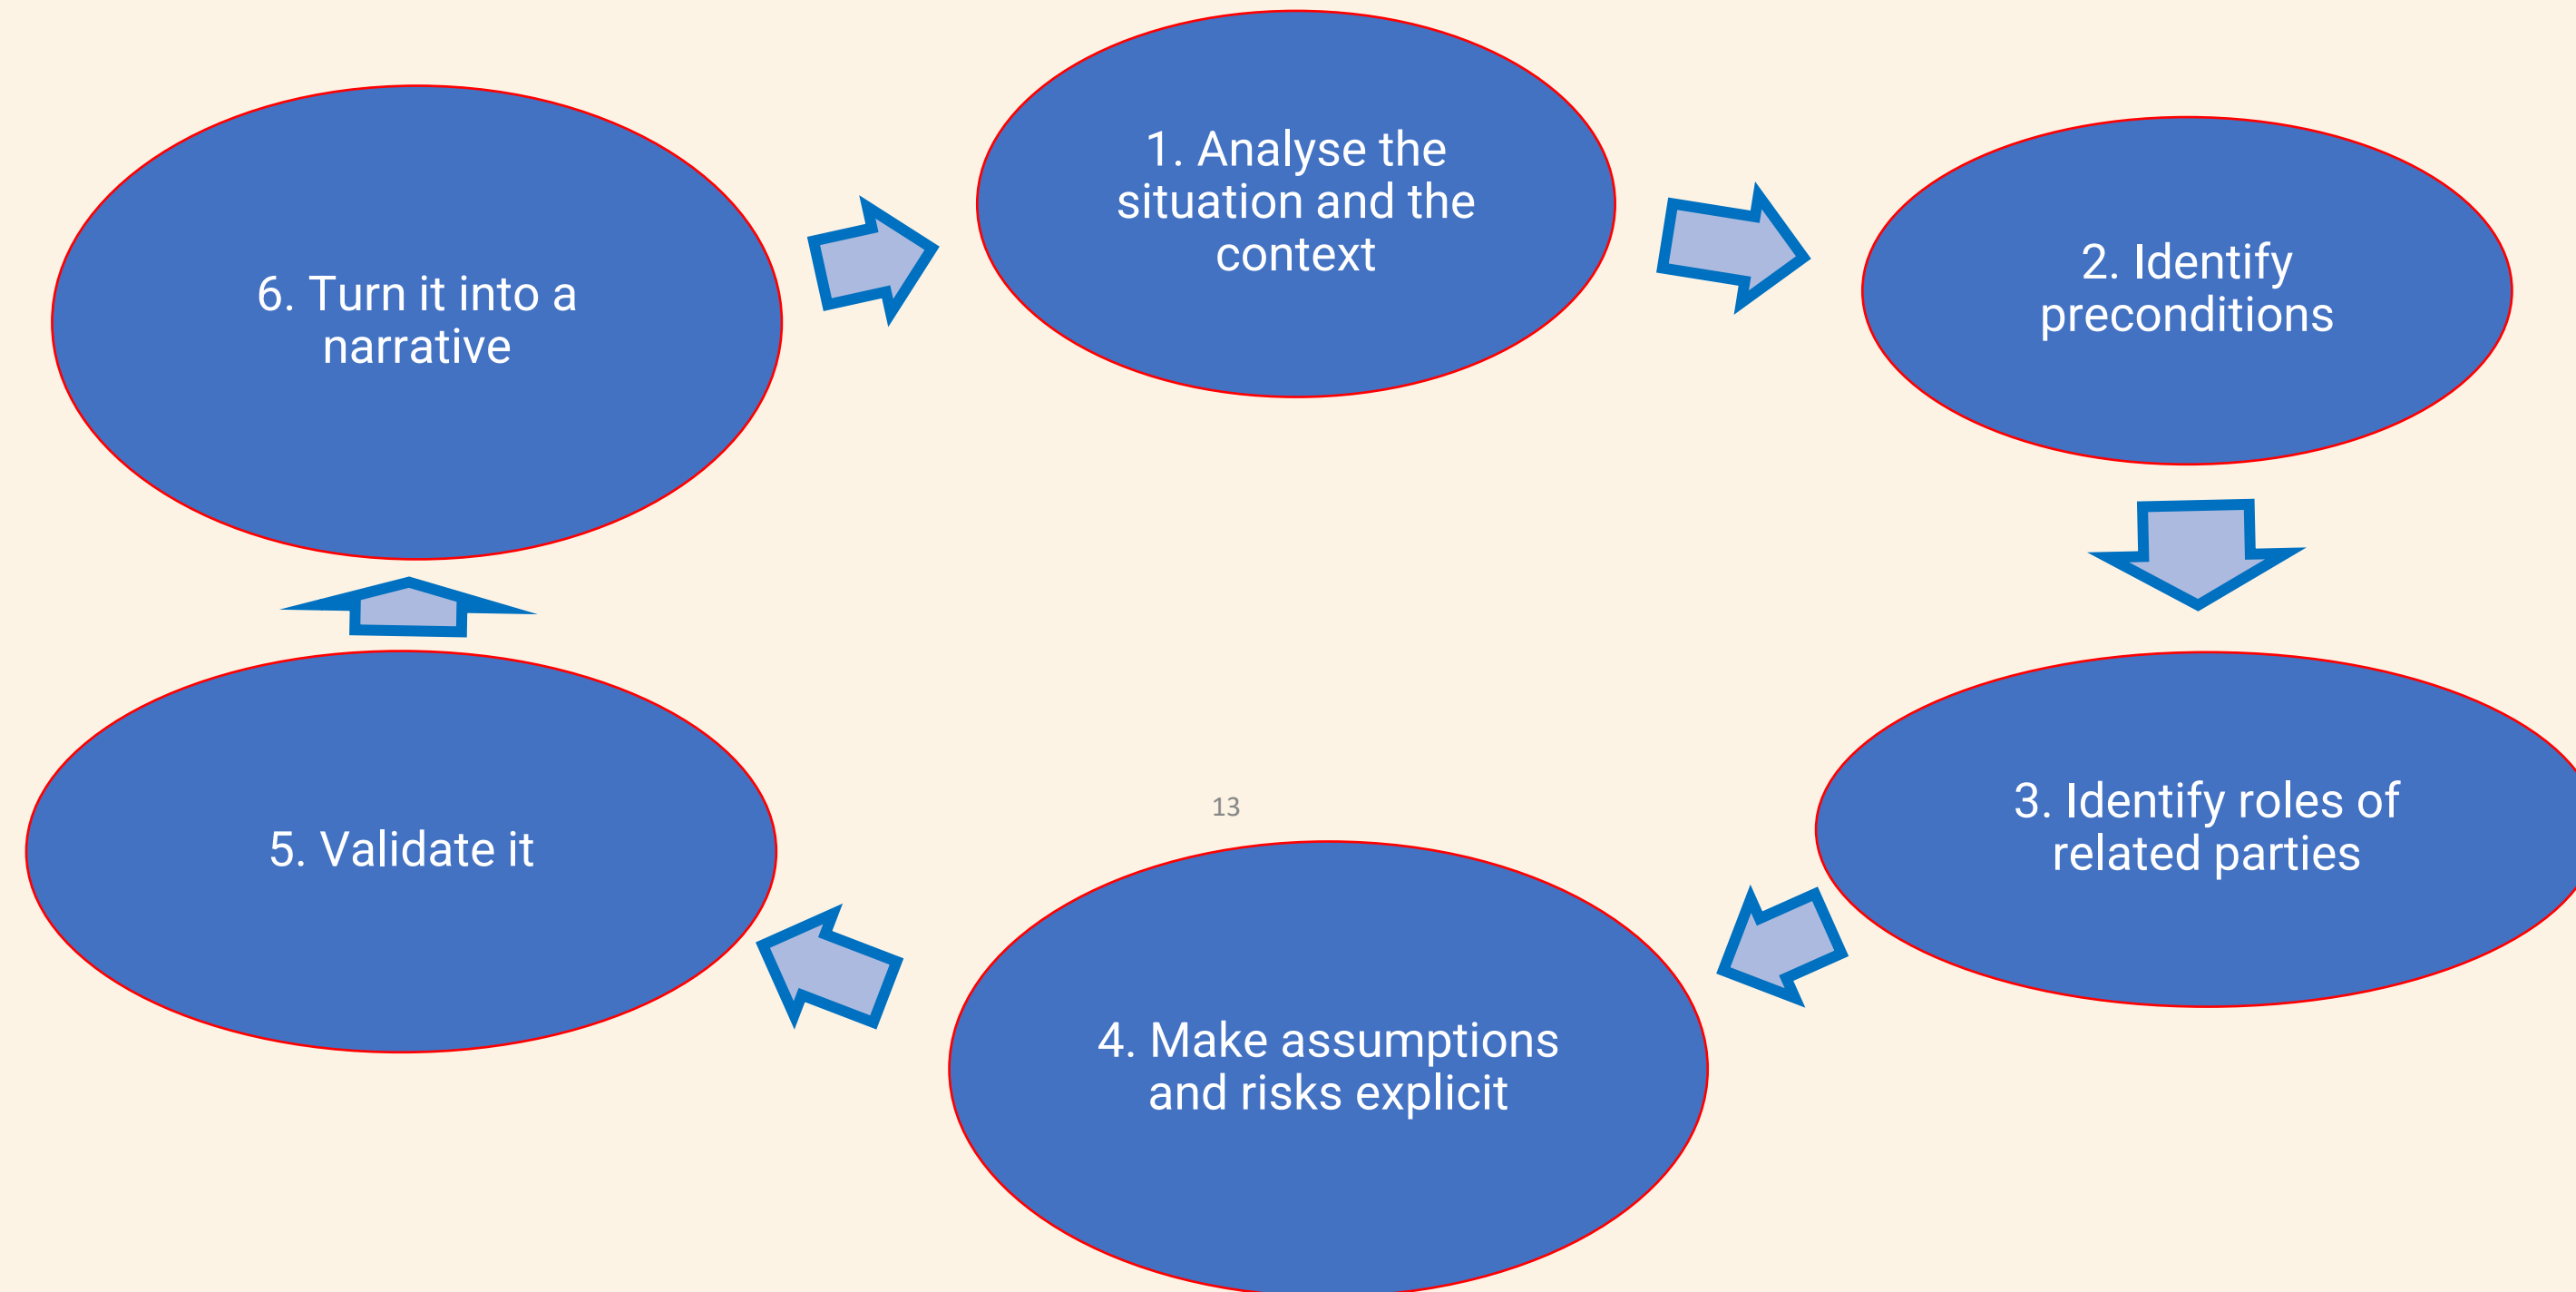 1. Analyse the
situation and the
context
2. Identify
preconditions
3. Identify roles of
related parties
4. Make assumptions
and risks explicit
5. Validate it
6. Turn it into a
narrative
13